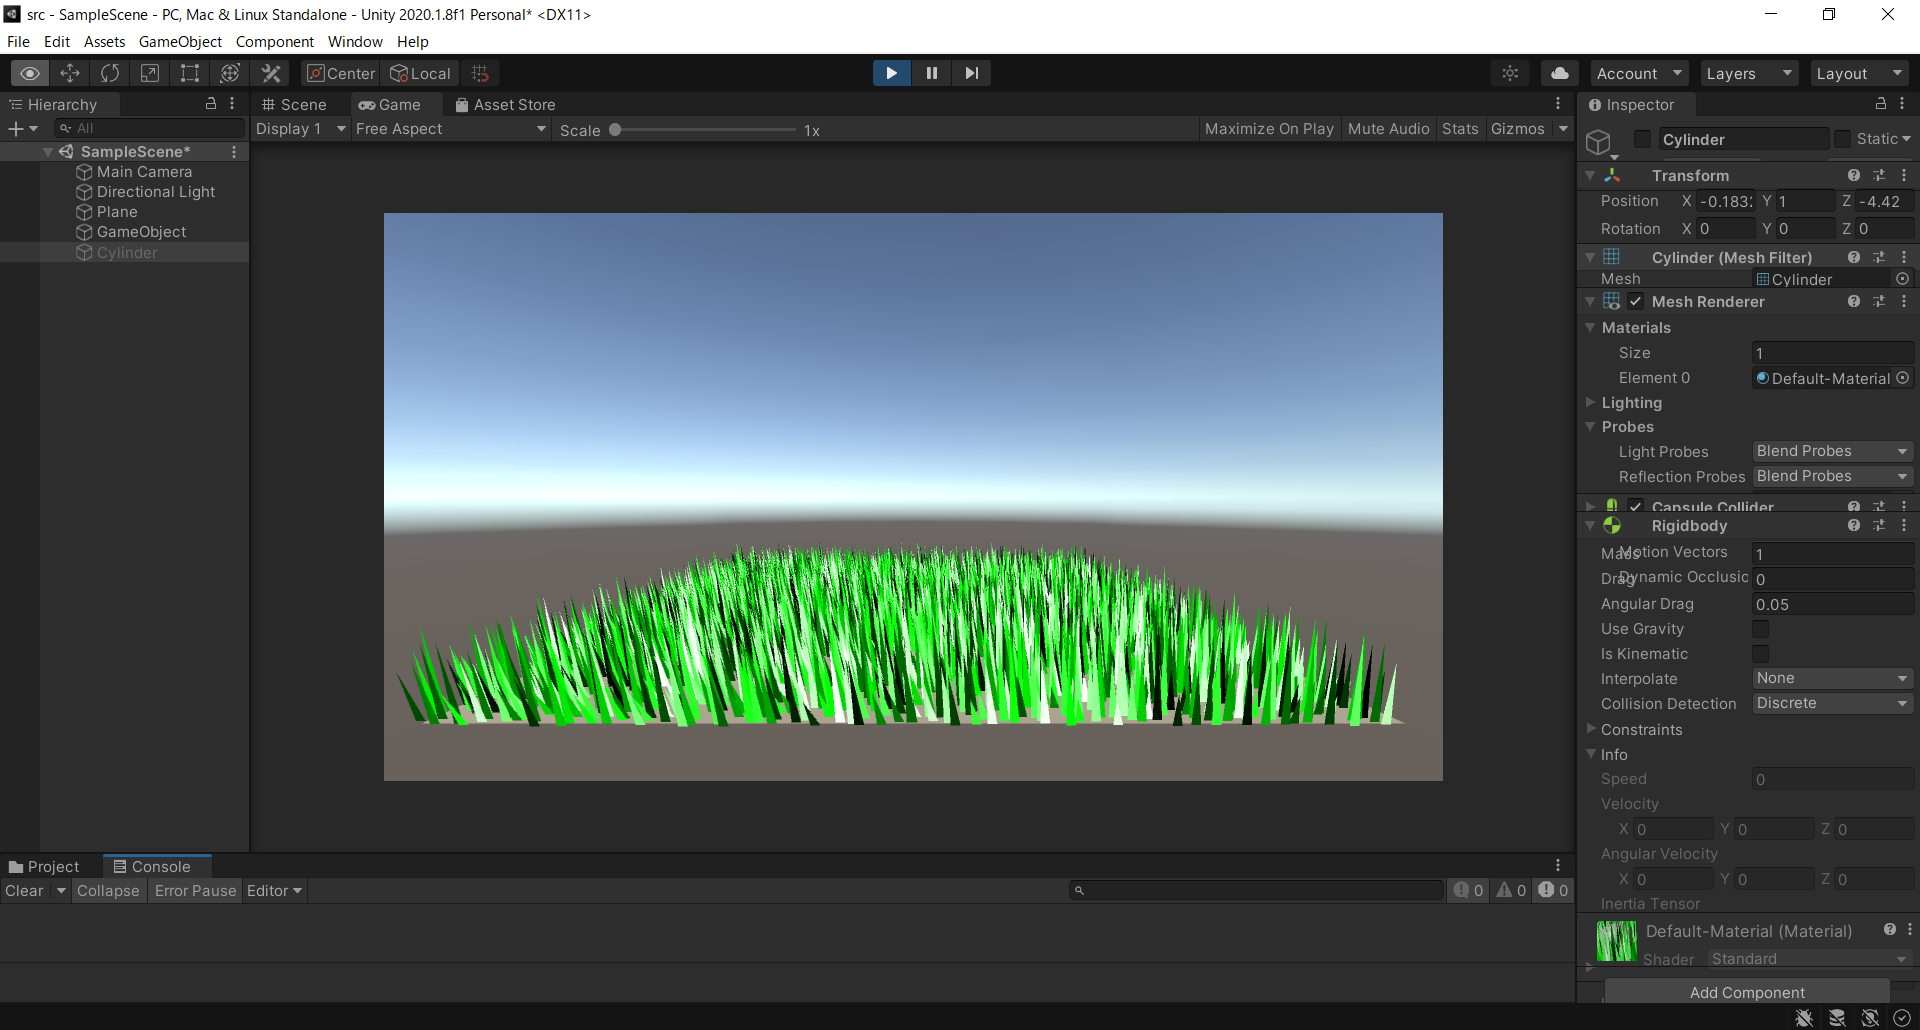 src - SampleScene - PC, Mac & Linux Standalone - Unity 2020.1.8f1 Personal* <DX11>
File Edit Assets GameObject Component Window Help
Center Local Account Layers Layout
Hierarchy
All
SampleScene*
Main Camera
Directional Light
Plane
GameObject
Cylinder
Scene Game Asset Store
Display 1 Free Aspect Scale 1x Maximize On Play Mute Audio Stats Gizmos
Inspector
Cylinder Static
Transform
Position X -0.183 Y 1 Z -4.42
Rotation X 0 Y 0 Z 0
Cylinder (Mesh Filter)
Mesh Cylinder
Mesh Renderer
Materials
Size 1
Element 0 Default-Material
Lighting
Probes
Light Probes Blend Probes
Reflection Probes Blend Probes
Capsule Collider
Rigidbody
Mass Motion Vectors 1
Drag Dynamic Occlusic 0
Angular Drag 0.05
Use Gravity
Is Kinematic
Interpolate None
Collision Detection Discrete
Constraints
Info
Speed 0
Velocity
X 0 Y 0 Z 0
Angular Velocity
X 0 Y 0 Z 0
Inertia Tensor
Default-Material (Material)
Shader Standard
Add Component
Project Console
Clear Collapse Error Pause Editor 0 0 0